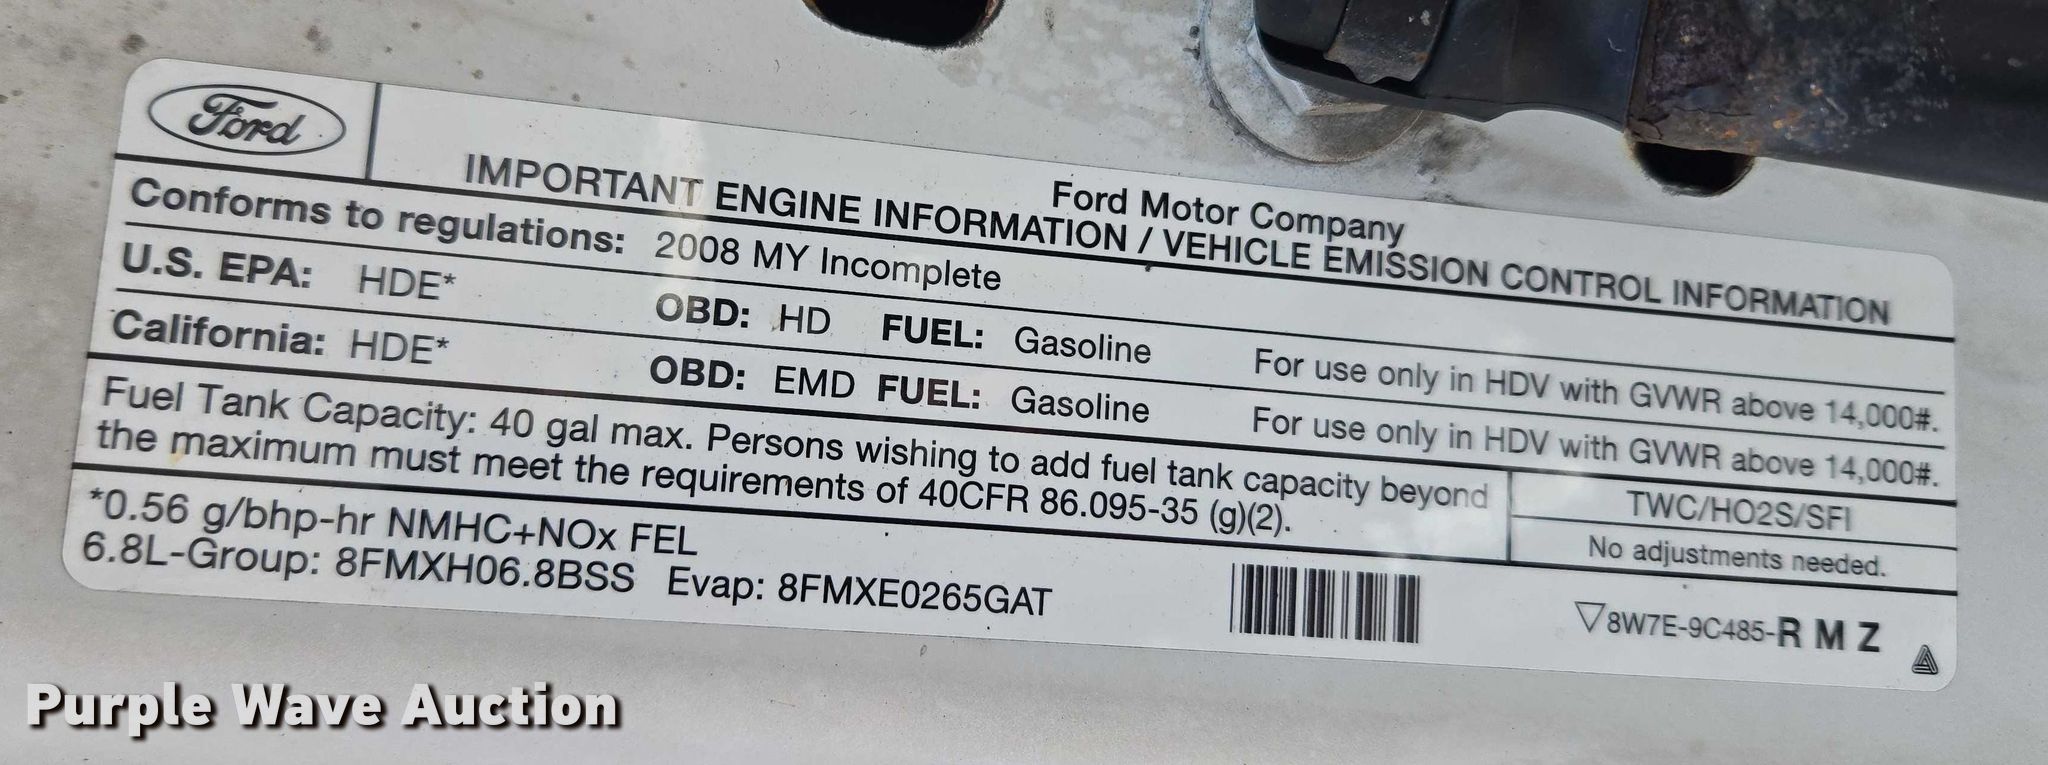 Ford
Ford Motor Company
IMPORTANT ENGINE INFORMATION / VEHICLE EMISSION CONTROL INFORMATION
Conforms to regulations: 2008 MY Incomplete
U.S. EPA: HDE* OBD: HD FUEL: Gasoline For use only in HDV with GVWR above 14,000#.
California: HDE* OBD: EMD FUEL: Gasoline For use only in HDV with GVWR above 14,000#.
Fuel Tank Capacity: 40 gal max. Persons wishing to add fuel tank capacity beyond
the maximum must meet the requirements of 40CFR 86.095-35 (g)(2).
TWC/HO2S/SFI
No adjustments needed.
*0.56 g/bhp-hr NMHC+NOx FEL
6.8L-Group: 8FMXH06.8BSS Evap: 8FMXE0265GAT
▽8W7E-9C485-R M Z
Purple Wave Auction